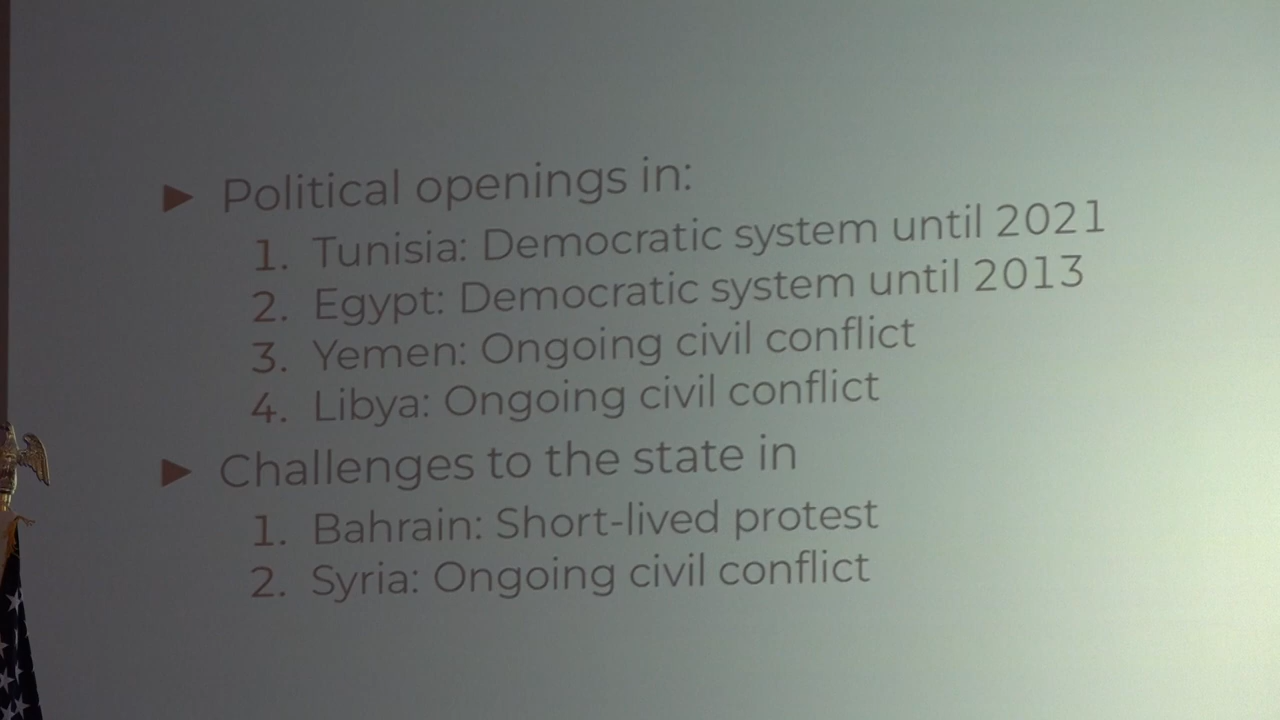 ► Political openings in:
1. Tunisia: Democratic system until 2021
2. Egypt: Democratic system until 2013
3. Yemen: Ongoing civil conflict
4. Libya: Ongoing civil conflict
► Challenges to the state in
1. Bahrain: Short-lived protest
2. Syria: Ongoing civil conflict